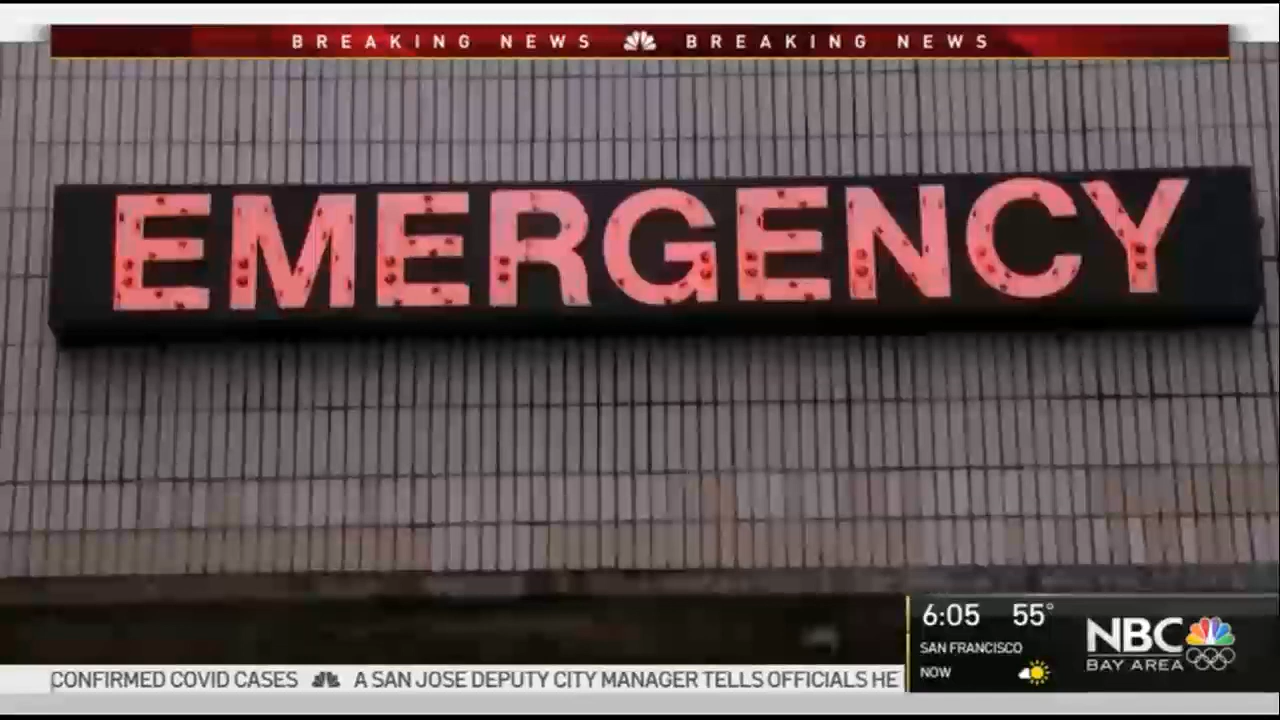 BREAKING NEWS BREAKING NEWS
EMERGENCY
6:05 55°
SAN FRANCISCO
NOW
NBC
BAY AREA
CONFIRMED COVID CASES A SAN JOSE DEPUTY CITY MANAGER TELLS OFFICIALS HE